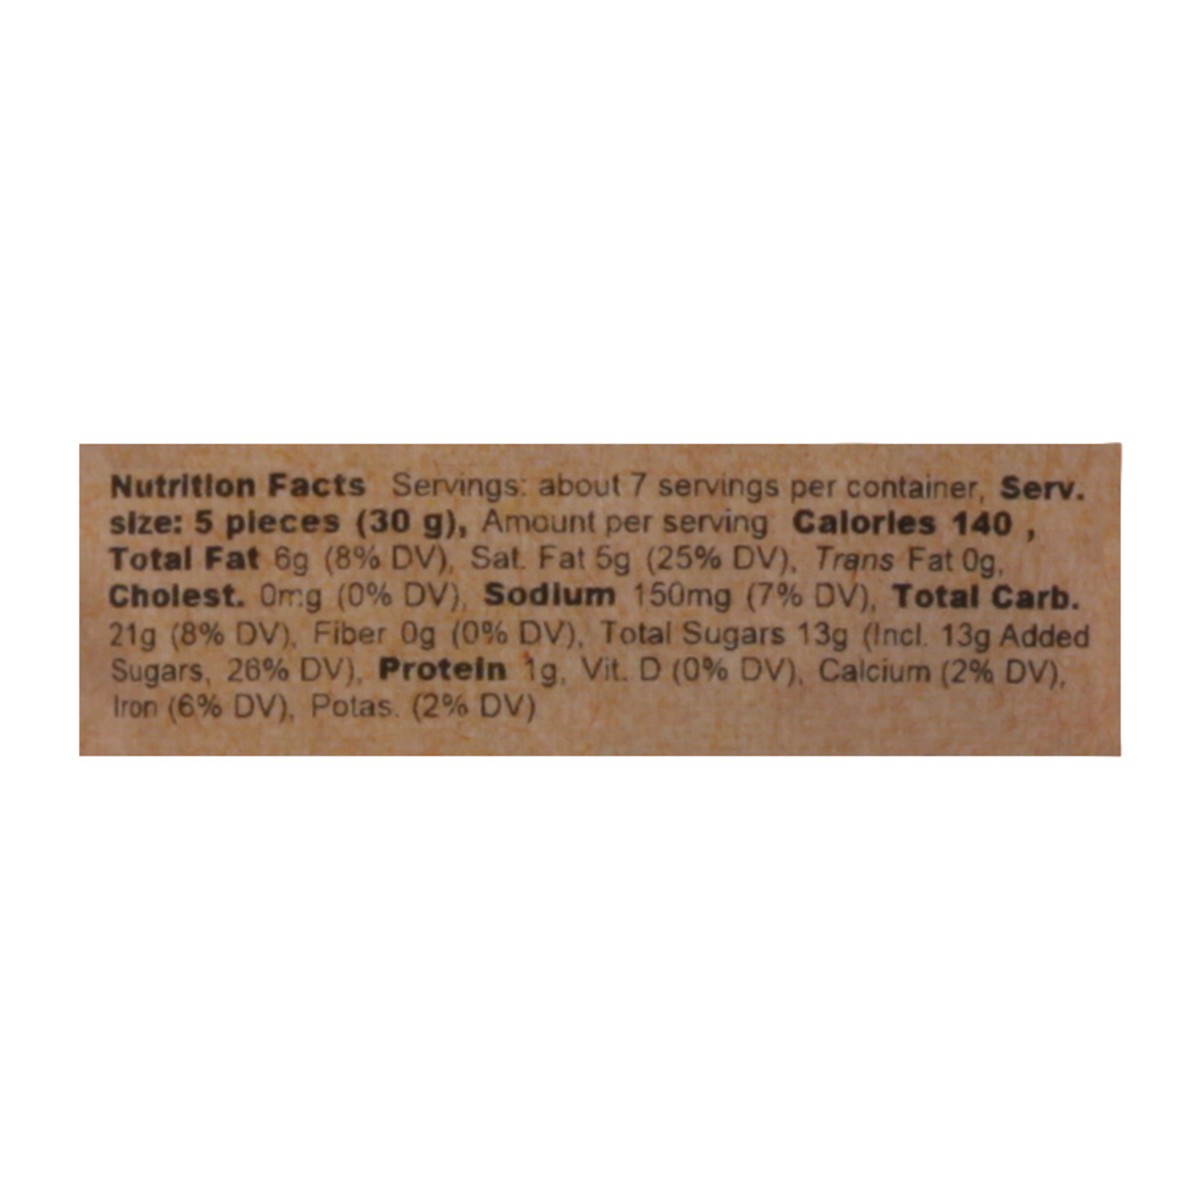 Nutrition Facts Servings: about 7 servings per container, Serv.
size: 5 pieces (30 g), Amount per serving: Calories 140 ,
Total Fat 6g (8% DV), Sat. Fat 5g (25% DV), Trans Fat 0g,
Cholest. 0mg (0% DV), Sodium 150mg (7% DV), Total Carb.
21g (8% DV), Fiber 0g (0% DV), Total Sugars 13g (Incl. 13g Added
Sugars, 26% DV), Protein 1g, Vit. D (0% DV), Calcium (2% DV),
Iron (6% DV), Potas. (2% DV)